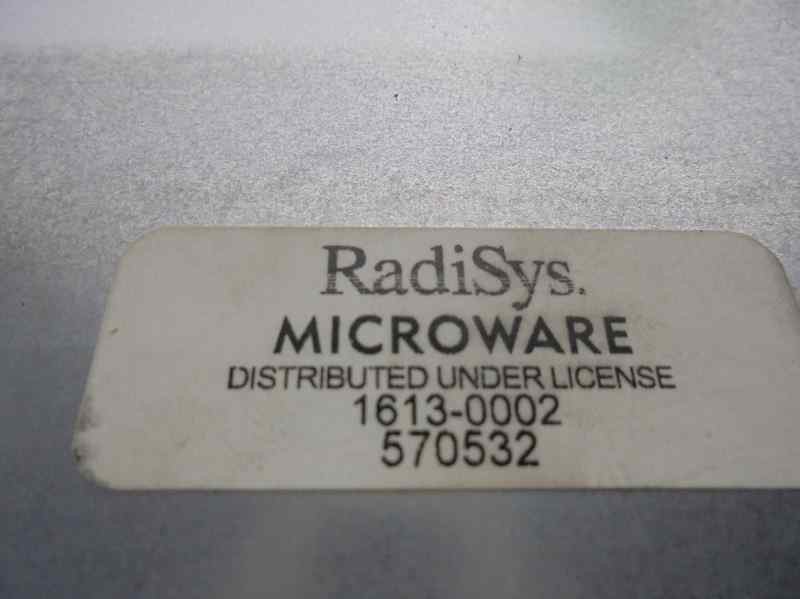 RadiSys.
MICROWARE
DISTRIBUTED UNDER LICENSE
1613-0002
570532